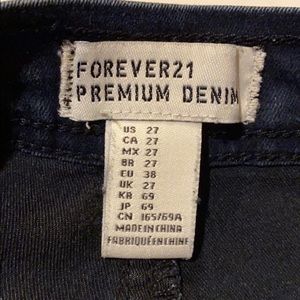 FOREVER21
PREMIUM DENIM
US 27
CA 27
MX 27
BR 27
EU 38
UK 27
KR 69
JP 69
CN 165/69A
MADE IN CHINA
FABRIQUÉ EN CHINE